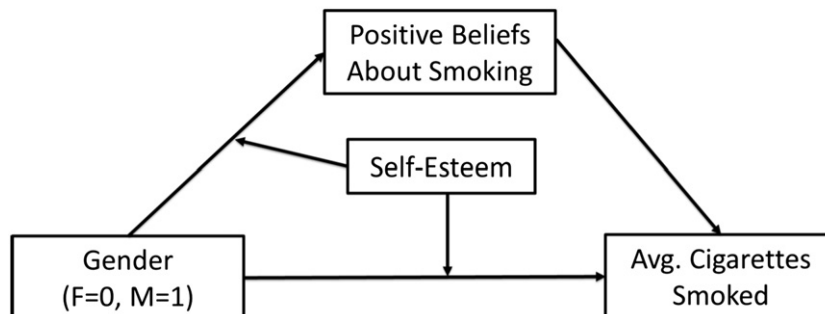 Positive Beliefs
About Smoking
Self-Esteem
Gender
(F=0, M=1)
Avg. Cigarettes
Smoked